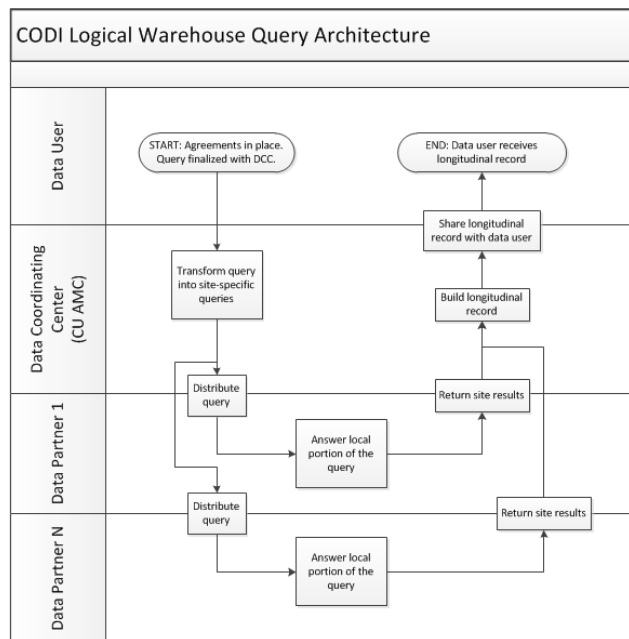 CODI Logical Warehouse Query Architecture
Data User
START: Agreements in place.
Query finalized with DCC.
END: Data user receives
longitudinal record
Share longitudinal
record with data user
Data Coordinating
Center
(CU AMC)
Transform query
into site-specific
queries
Build longitudinal
record
Distribute
query
Return site results
Data Partner 1
Answer local
portion of the
query
Distribute
query
Return site results
Data Partner N
Answer local
portion of the
query